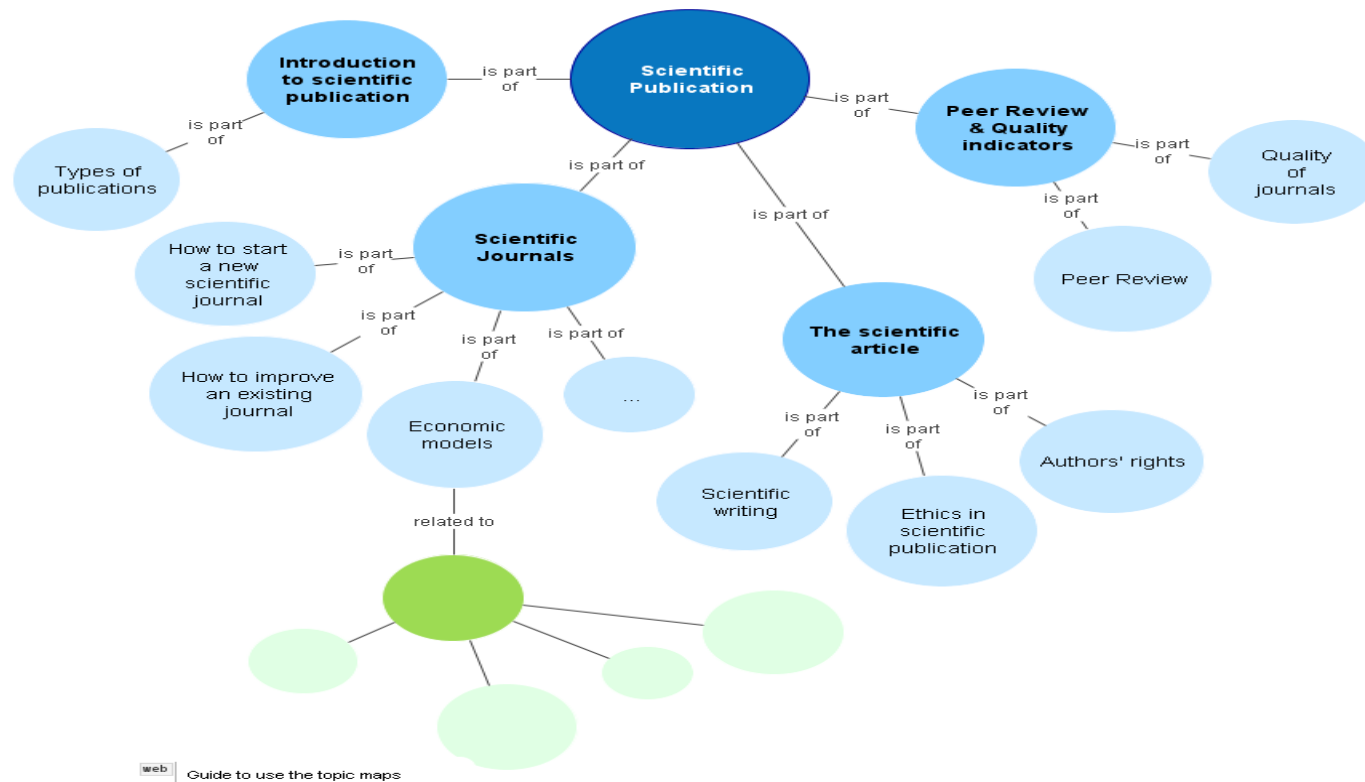 Scientific
Publication
is part
of
Introduction
to scientific
publication
is part
of
Types of
publications
is part of
Scientific
Journals
is part
of
How to start
a new
scientific
journal
is part
of
How to improve
an existing
journal
is part
of
Economic
models
is part of
...
related to
is part of
The scientific
article
is part
of
Scientific
writing
is part
of
Ethics in
scientific
publication
is part
of
Authors' rights
is part
of
Peer Review
& Quality
indicators
is part
of
Quality
of
journals
is part
of
Peer Review
web
Guide to use the topic maps